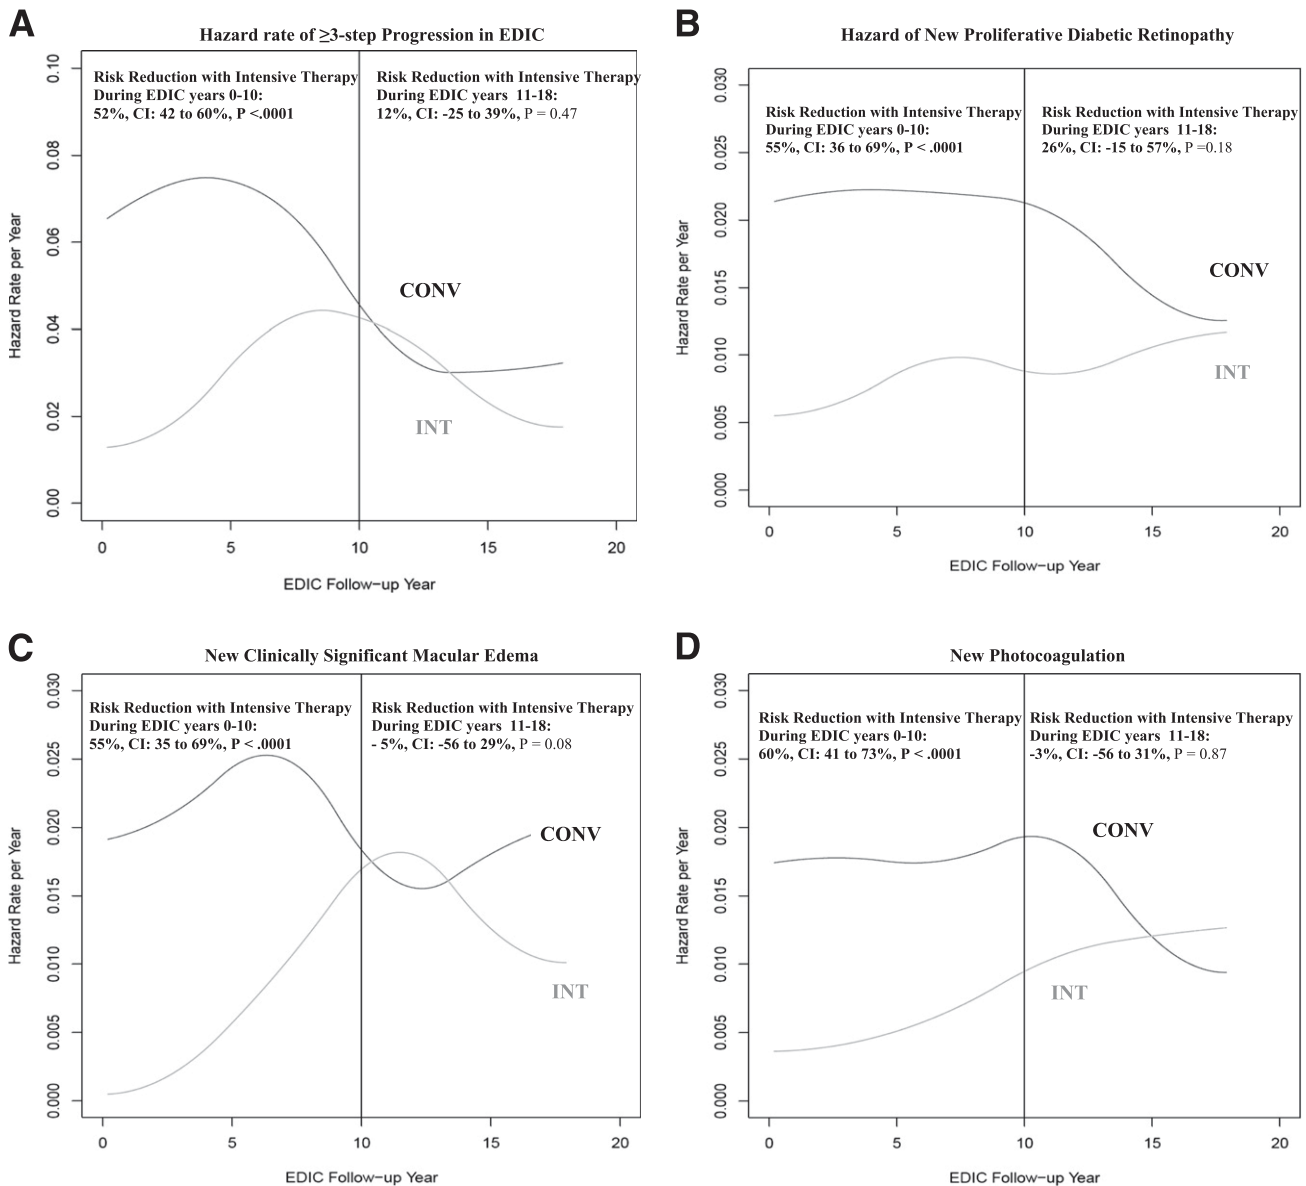 A
Hazard rate of ≥3-step Progression in EDIC
Risk Reduction with Intensive Therapy
During EDIC years 0-10:
52%, CI: 42 to 60%, P <.0001
Risk Reduction with Intensive Therapy
During EDIC years 11-18:
12%, CI: -25 to 39%, P = 0.47
CONV
INT
Hazard Rate per Year
0.10
0.08
0.06
0.04
0.02
0.00
0
5
10
15
20
EDIC Follow-up Year
B
Hazard of New Proliferative Diabetic Retinopathy
Risk Reduction with Intensive Therapy
During EDIC years 0-10:
55%, CI: 36 to 69%, P < .0001
Risk Reduction with Intensive Therapy
During EDIC years 11-18:
26%, CI: -15 to 57%, P =0.18
CONV
INT
Hazard Rate per Year
0.030
0.025
0.020
0.015
0.010
0.005
0.000
0
5
10
15
20
EDIC Follow-up Year
C
New Clinically Significant Macular Edema
Risk Reduction with Intensive Therapy
During EDIC years 0-10:
55%, CI: 35 to 69%, P < .0001
Risk Reduction with Intensive Therapy
During EDIC years 11-18:
- 5%, CI: -56 to 29%, P = 0.08
CONV
INT
Hazard Rate per Year
0.030
0.025
0.020
0.015
0.010
0.005
0.000
0
5
10
15
20
EDIC Follow-up Year
D
New Photocoagulation
Risk Reduction with Intensive Therapy
During EDIC years 0-10:
60%, CI: 41 to 73%, P < .0001
Risk Reduction with Intensive Therapy
During EDIC years 11-18:
-3%, CI: -56 to 31%, P = 0.87
CONV
INT
Hazard Rate per Year
0.030
0.025
0.020
0.015
0.010
0.005
0.000
0
5
10
15
20
EDIC Follow-up Year